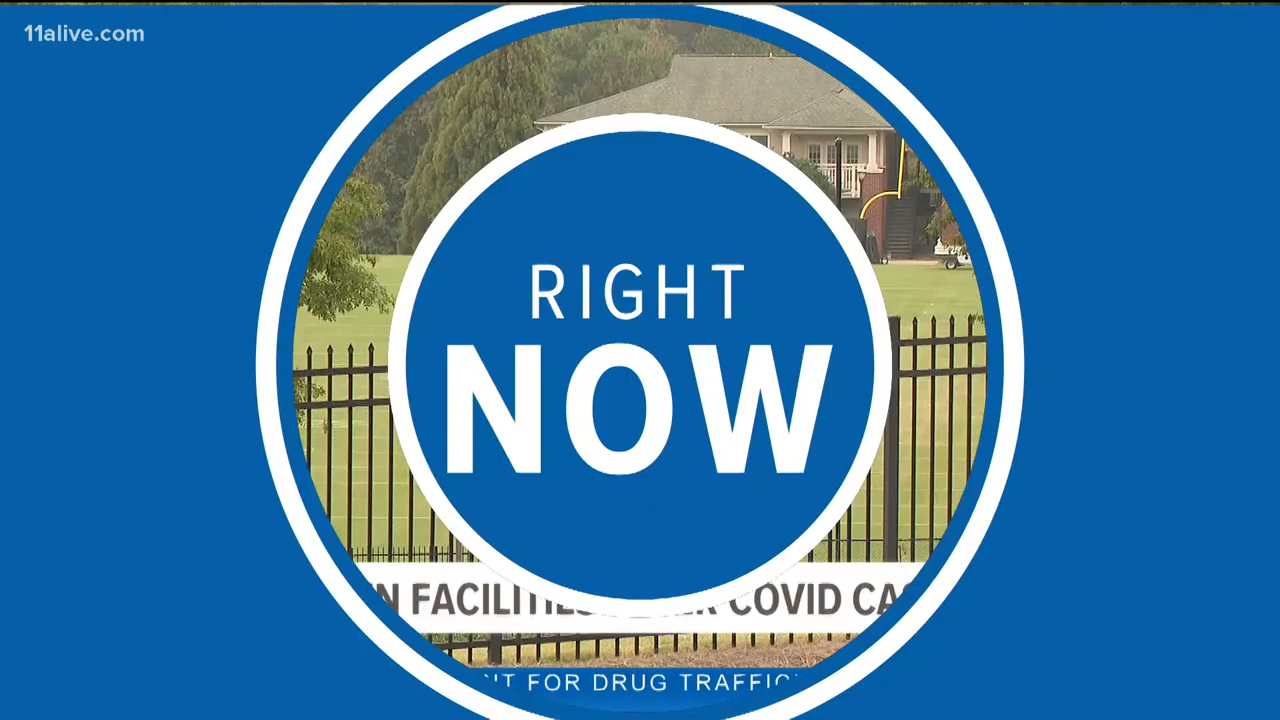 11alive.com
RIGHT
NOW
FACILITIES COVID
FOR DRUG